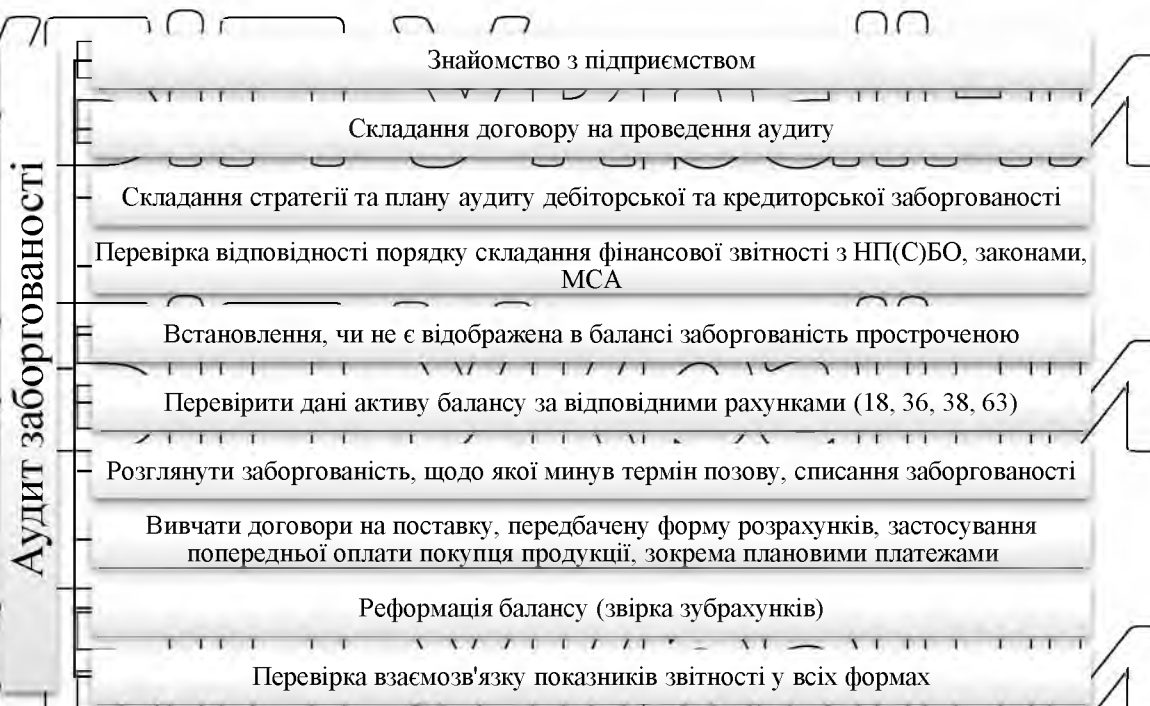 Аудит заборгованості
Знайомство з підприємством
Складання договору на проведення аудиту
Складання стратегії та плану аудиту дебіторської та кредиторської заборгованості
Перевірка відповідності порядку складання фінансової звітності з НП(С)БО, законами,
МСА
Встановлення, чи не є відображена в балансі заборгованість простроченою
Перевірити дані активу балансу за відповідними рахунками (18, 36, 38, 63)
Розглянути заборгованість, щодо якої минув термін позову, списання заборгованості
Вивчати договори на поставку, передбачену форму розрахунків, застосування
попередньої оплати покупця продукції, зокрема плановими платежами
Реформація балансу (звірка зубрахунків)
Перевірка взаємозв'язку показників звітності у всіх формах